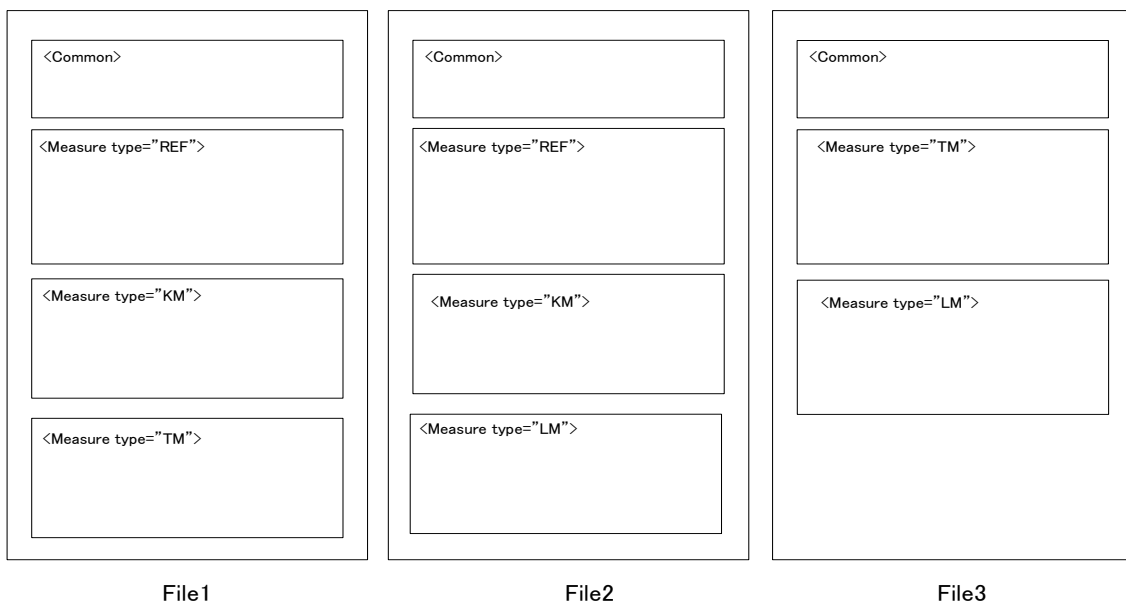 <Common>
<Measure type="REF">
<Measure type="KM">
<Measure type="TM">
File1
<Common>
<Measure type="REF">
<Measure type="KM">
<Measure type="LM">
File2
<Common>
<Measure type="TM">
<Measure type="LM">
File3